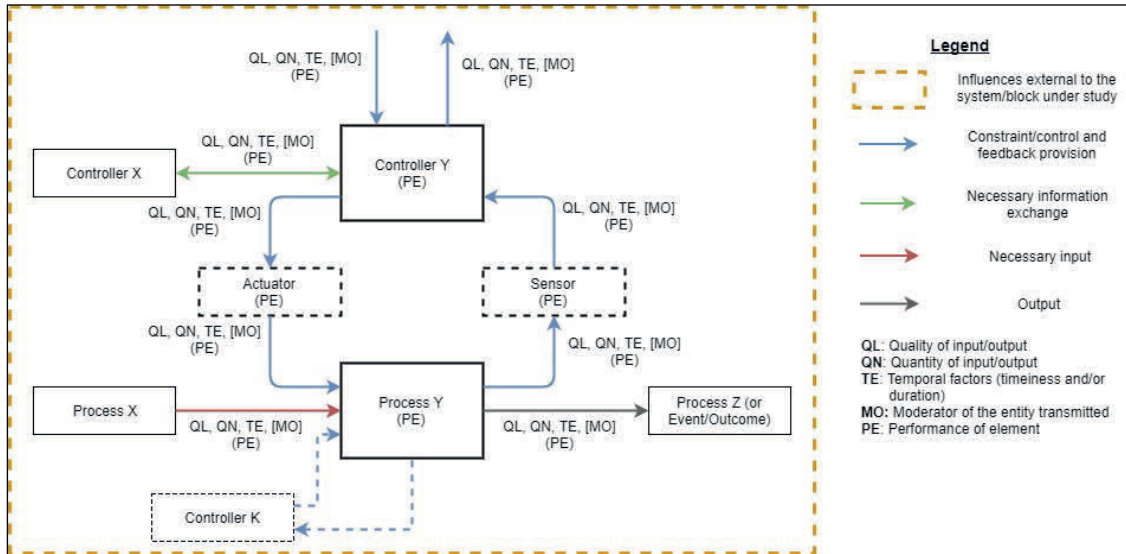 QL, QN, TE, [MO]
(PE)
QL, QN, TE, [MO]
(PE)
QL, QN, TE, [MO]
(PE)
Controller X
Controller Y
(PE)
QL, QN, TE, [MO]
(PE)
QL, QN, TE, [MO]
(PE)
Actuator
(PE)
Sensor
(PE)
QL, QN, TE, [MO]
(PE)
QL, QN, TE, [MO]
(PE)
Process X
Process Y
(PE)
Process Z (or
Event/Outcome)
QL, QN, TE, [MO]
(PE)
QL, QN, TE, [MO]
(PE)
Controller K
Legend
Influences external to the
system/block under study
Constraint/control and
feedback provision
Necessary information
exchange
Necessary input
Output
QL: Quality of input/output
QN: Quantity of input/output
TE: Temporal factors (timeiness and/or
duration)
MO: Moderator of the entity transmitted
PE: Performance of element